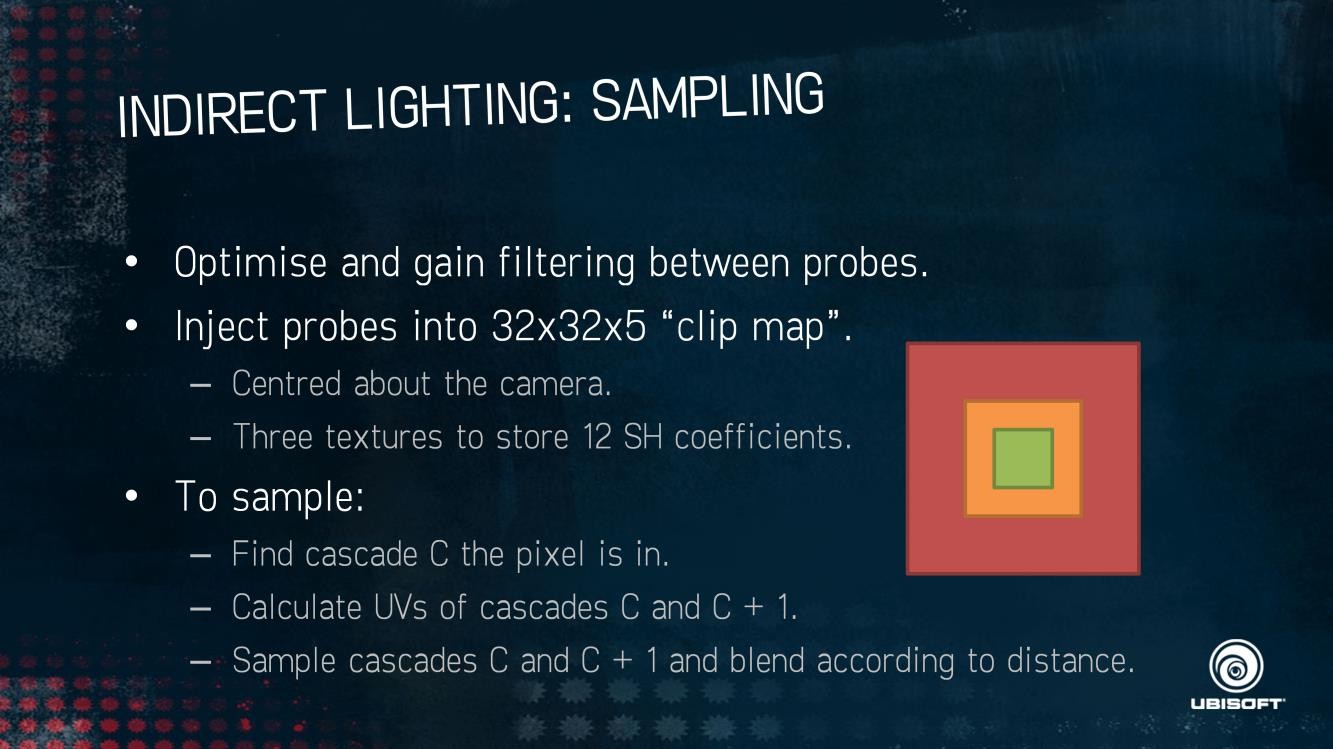 INDIRECT LIGHTING: SAMPLING
• Optimise and gain filtering between probes.
• Inject probes into 32x32x5 “clip map”.
– Centred about the camera.
– Three textures to store 12 SH coefficients.
• To sample:
– Find cascade C the pixel is in.
– Calculate UVs of cascades C and C + 1.
– Sample cascades C and C + 1 and blend according to distance.
UBISOFT